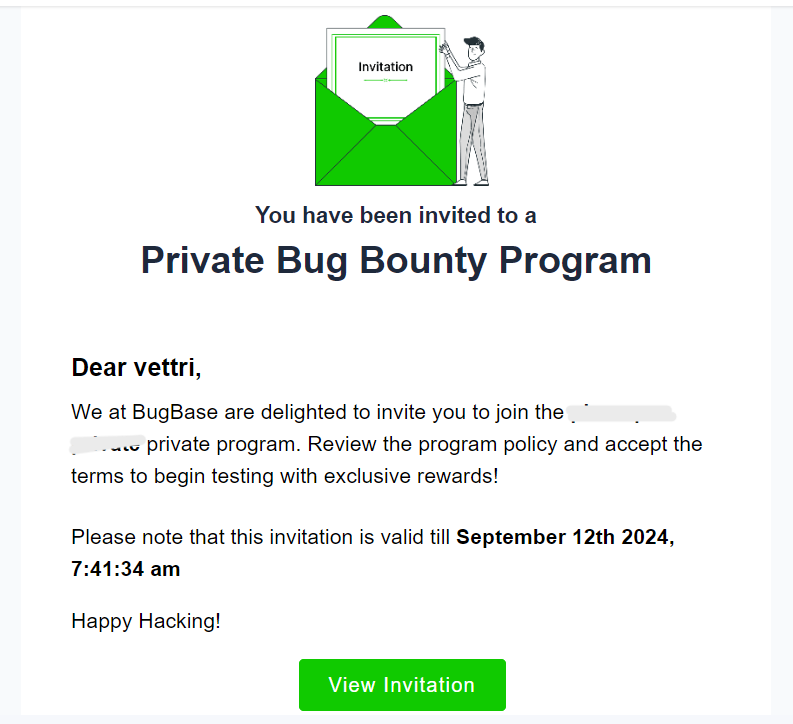 Invitation
You have been invited to a
Private Bug Bounty Program
Dear vettri,
We at BugBase are delighted to invite you to join the
private program. Review the program policy and accept the
terms to begin testing with exclusive rewards!
Please note that this invitation is valid till September 12th 2024,
7:41:34 am
Happy Hacking!
View Invitation